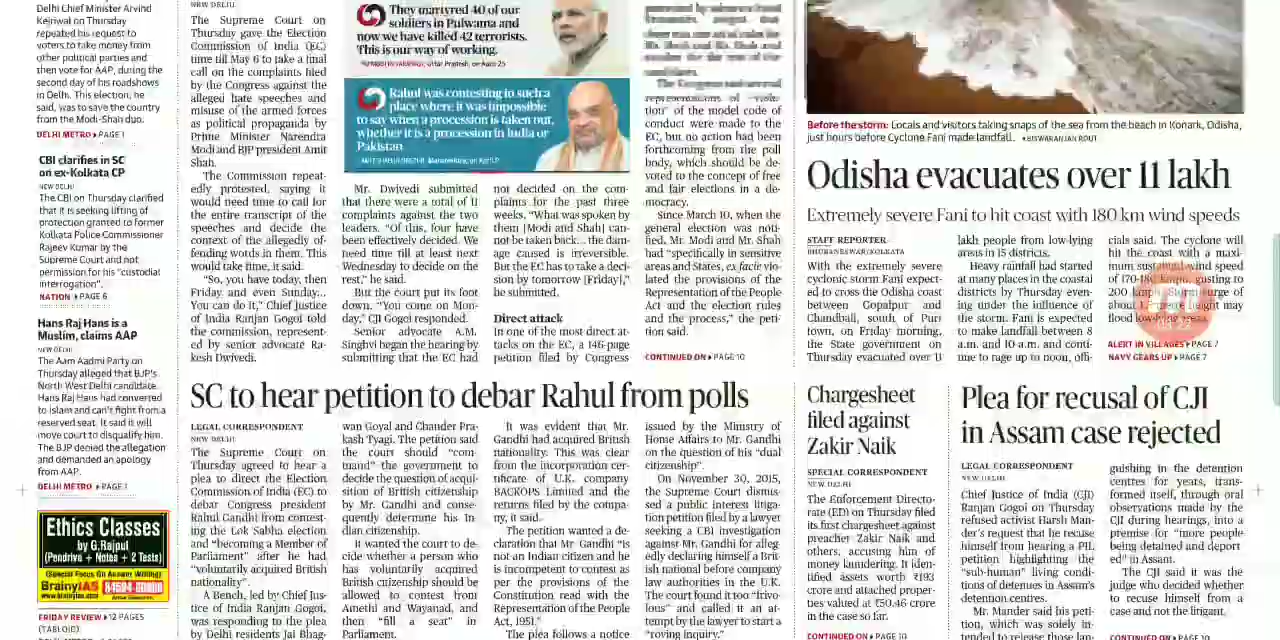 Delhi Chief Minister Arvind
Kejriwal on Thursday
repeated his request to
voters to take money from
other political parties and
then vote for AAP, during the
second day of his roadshows
in Delhi. This election, he
said, was to save the country
from the Modi-Shah duo.
DELHI METRO ▸ PAGE 1
CBI clarifies in SC
on ex-Kolkata CP
NEW DELHI
The CBI on Thursday clarified
that it is seeking lifting of
protection granted to former
Kolkata Police Commissioner
Rajeev Kumar by the
Supreme Court and not
permission for his "custodial
interrogation".
NATION ▸ PAGE 6
Hans Raj Hans is a
Muslim, claims AAP
NEW DELHI
The Aam Aadmi Party on
Thursday alleged that BJP's
North West Delhi candidate
Hans Raj Hans had converted
to Islam and can't fight from a
reserved seat. It said it will
move court to disqualify him.
The BJP denied the allegation
and demanded an apology
from AAP.
DELHI METRO ▸ PAGE 1
Ethics Classes
by G.Rajput
(Pendrive + Notes + 2 Tests)
(Special Focus On Answer Writing)
BrainyIAS
www.brainyias.com
FRIDAY REVIEW ▸ 12 PAGES
(TABLOID)
NEW DELHI
The Supreme Court on
Thursday gave the Election
Commission of India (EC)
time till May 6 to take a final
call on the complaints filed
by the Congress against the
alleged hate speeches and
misuse of the armed forces
as political propaganda by
Prime Minister Narendra
Modi and BJP president Amit
Shah.
The Commission repeat-
edly protested, saying it
would need time to call for
the entire transcript of the
speeches and decide the
context of the allegedly of-
fending words in them. This
would take time, it said.
"So, you have today, then
Friday and even Sunday...
You can do it," Chief Justice
of India Ranjan Gogoi told
the commission, represent-
ed by senior advocate Ra-
kesh Dwivedi.
They martyred 40 of our
soldiers in Pulwama and
now we have killed 42 terrorists.
This is our way of working.
Rahul was contesting in such a
place where it was impossible
to say when a procession is taken out,
whether it is a procession in India or
Pakistan
Mr. Dwivedi submitted
that there were a total of 11
complaints against the two
leaders. "Of this, four have
been effectively decided. We
need time till at least next
Wednesday to decide on the
rest," he said.
But the court put its foot
down. "You come on Mon-
day," CJI Gogoi responded.
Senior advocate A.M.
Singhvi began the hearing by
submitting that the EC had
not decided on the com-
plaints for the past three
weeks. "What was spoken by
them [Modi and Shah] can-
not be taken back... the dam-
age caused is irreversible.
But the EC has to take a deci-
sion by tomorrow [Friday]",
he submitted.
Direct attack
In one of the most direct at-
tacks on the EC, a 146-page
petition filed by Congress
tion" of the model code of
conduct were made to the
EC, but no action had been
forthcoming from the poll
body, which should be de-
voted to the concept of free
and fair elections in a de-
mocracy.
Since March 10, when the
general election was noti-
fied, Mr. Modi and Mr. Shah
had "specifically in sensitive
areas and States, ex facie vio-
lated the provisions of the
Representation of the People
Act and the election rules
and the process," the peti-
tion said.
CONTINUED ON ▸ PAGE 10
Before the storm: Locals and visitors taking snaps of the sea from the beach in Konark, Odisha,
just hours before Cyclone Fani made landfall. ▪ BISWARANJAN ROUT
Odisha evacuates over 11 lakh
Extremely severe Fani to hit coast with 180 km wind speeds
STAFF REPORTER
BHUBANESWAR/KOLKATA
With the extremely severe
cyclonic storm Fani expect-
ed to cross the Odisha coast
between Gopalpur and
Chandbali, south of Puri
town, on Friday morning,
the State government on
Thursday evacuated over 11
lakh people from low-lying
areas in 15 districts.
Heavy rainfall had started
at many places in the coastal
districts by Thursday even-
ing under the influence of
the storm. Fani is expected
to make landfall between 8
a.m. and 10 a.m. and conti-
nue to rage up to noon, offi-
cials said. The cyclone will
hit the coast with a maxi-
mum sustained wind speed
of 170-180 kmph, gusting to
200 kmph
about
flood low-lying areas.
ALERT IN VILLAGES ▸ PAGE 7
NAVY GEARS UP ▸ PAGE 7
SC to hear petition to debar Rahul from polls
LEGAL CORRESPONDENT
NEW DELHI
The Supreme Court on
Thursday agreed to hear a
plea to direct the Election
Commission of India (EC) to
debar Congress president
Rahul Gandhi from contest-
ing the Lok Sabha election
and "becoming a Member of
Parliament" after he had
"voluntarily acquired British
nationality".
A Bench, led by Chief Jus-
tice of India Ranjan Gogoi,
was responding to the plea
by Delhi residents Jai Bhag-
wan Goyal and Chander Pra-
kash Tyagi. The petition said
the court should "com-
mand" the government to
decide the question of acqui-
sition of British citizenship
by Mr. Gandhi and conse-
quently determine his In-
dian citizenship.
It wanted the court to de-
cide whether a person who
has voluntarily acquired
British citizenship should be
allowed to contest from
Amethi and Wayanad, and
then "fill a seat" in
Parliament.
It was evident that Mr.
Gandhi had acquired British
nationality. This was clear
from the incorporation cer-
tificate of U.K. company
BACKOPS Limited and the
returns filed by the compa-
ny, it said.
The petition wanted a de-
claration that Mr Gandhi "is
not an Indian citizen and he
is incompetent to contest as
per the provisions of the
Constitution read with the
Representation of the People
Act, 1951."
The plea follows a notice
issued by the Ministry of
Home Affairs to Mr. Gandhi
on the question of his "dual
citizenship".
On November 30, 2015,
the Supreme Court dismis-
sed a public interest litiga-
tion petition filed by a lawyer
seeking a CBI investigation
against Mr. Gandhi for alleg-
edly declaring himself a Brit-
ish national before company
law authorities in the U.K.
The court found it too "frivo-
lous" and called it an at-
tempt by the lawyer to start a
"roving inquiry."
Chargesheet
filed against
Zakir Naik
SPECIAL CORRESPONDENT
NEW DELHI
The Enforcement Directo-
rate (ED) on Thursday filed
its first chargesheet against
preacher Zakir Naik and
others, accusing him of
money laundering. It iden-
tified assets worth ₹193
crore and attached proper-
ties valued at ₹50.46 crore
in the case so far.
CONTINUED ON ▸ PAGE 10
Plea for recusal of CJI
in Assam case rejected
LEGAL CORRESPONDENT
NEW DELHI
Chief Justice of India (CJI)
Ranjan Gogoi on Thursday
refused activist Harsh Man-
der's request that he recuse
himself from hearing a PIL
petition highlighting the
"sub-human" living condi-
tions of detenues in Assam's
detention centres.
Mr. Mander said his peti-
tion, which was solely in-
tended to release those lan-
guishing in the detention
centres for years, trans-
formed itself, through oral
observations made by the
CJI during hearings, into a
premise for "more people
being detained and deport-
ed" in Assam.
The CJI said it was the
judge who decided whether
to recuse himself from a
case and not the litigant.
CONTINUED ON ▸ PAGE 10